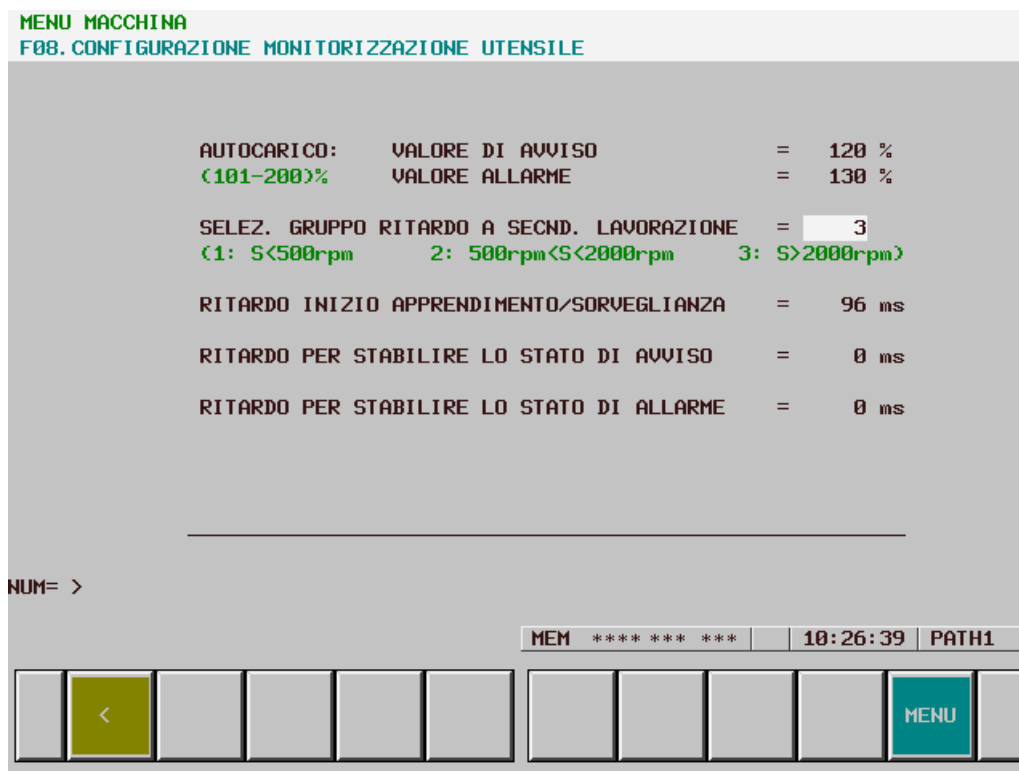 MENU MACCHINA
F08.CONFIGURAZIONE MONITORIZZAZIONE UTENSILE
AUTOCARICO: VALORE DI AVVISO = 120 %
(101-200)% VALORE ALLARME = 130 %
SELEZ. GRUPPO RITARDO A SECND. LAVORAZIONE = 3
(1: S<500rpm 2: 500rpm<S<2000rpm 3: S>2000rpm)
RITARDO INIZIO APPRENDIMENTO/SORVEGLIANZA = 96 ms
RITARDO PER STABILIRE LO STATO DI AVVISO = 0 ms
RITARDO PER STABILIRE LO STATO DI ALLARME = 0 ms
NUM= >
MEM **** *** *** 10:26:39 PATH1
< MENU